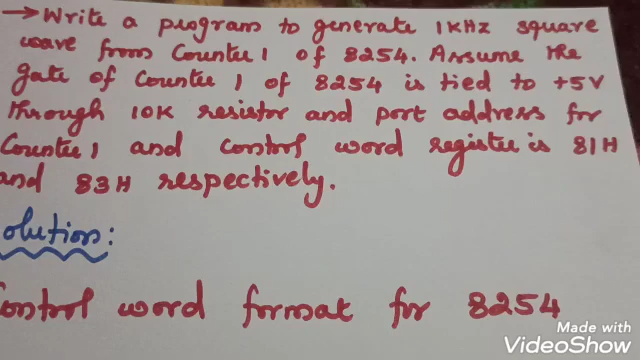 → Write a program to generate 1KHz square
wave from Counter 1 of 8254. Assume the
gate of Counter 1 of 8254 is tied to +5V
through 10K resistor and port address for
Counter 1 and control word register is 81H
and 83H respectively.
olution:
ontrol word format for 8254
Made with
VideoShow